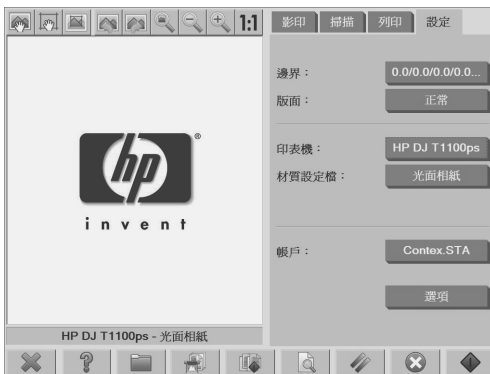 1:1
影印 掃描 列印 設定
邊界： 0.0/0.0/0.0/0.0...
版面： 正常
hp
®
invent
印表機： HP DJ T1100ps
材質設定檔： 光面相紙
帳戶： Contex.STA
選項
HP DJ T1100ps - 光面相紙